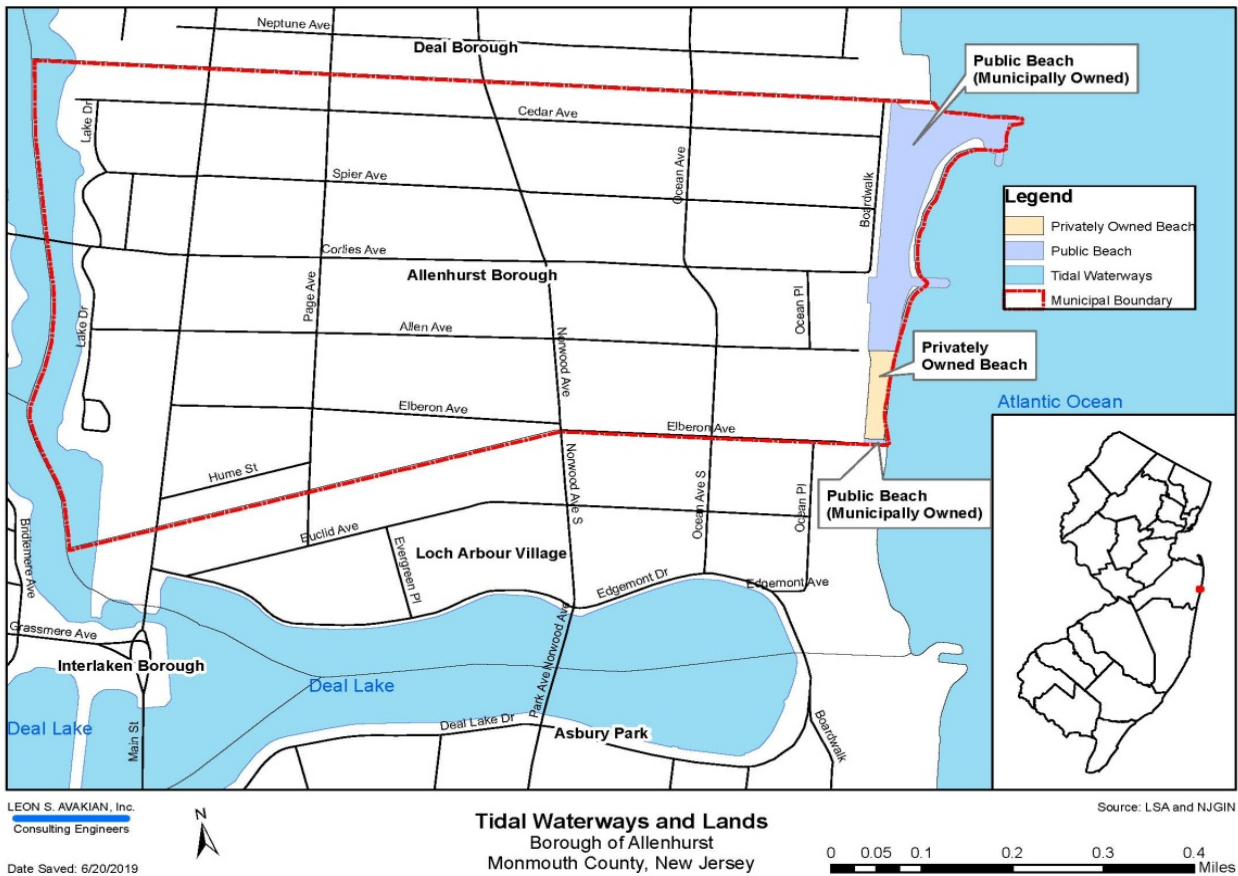 Neptune Ave
Deal Borough
Public Beach
(Municipally Owned)
Lake Dr
Cedar Ave
Ocean Ave
Spier Ave
Boardwalk
Legend
Privately Owned Beach
Public Beach
Tidal Waterways
Municipal Boundary
Corlies Ave
Allenhurst Borough
Page Ave
Ocean Pl
Lake Dr
Allen Ave
Norwood Ave
Privately
Owned Beach
Atlantic Ocean
Elberon Ave
Elberon Ave
Hume St
Norwood Ave S
Ocean Ave S
Ocean Pl
Public Beach
(Municipally Owned)
Bridlemere Ave
Euclid Ave
Evergreen Pl
Loch Arbour Village
Edgemont Dr
Edgemont Ave
Grassmere Ave
Interlaken Borough
Park Ave
Norwood Ave
Deal Lake
Deal Lake
Main St
Deal Lake Dr
Asbury Park
Boardwalk
LEON S. AVAKIAN, Inc.
Consulting Engineers
Date Saved: 6/20/2019
N
Tidal Waterways and Lands
Borough of Allenhurst
Monmouth County, New Jersey
Source: LSA and NJGIN
0 0.05 0.1 0.2 0.3 0.4
Miles